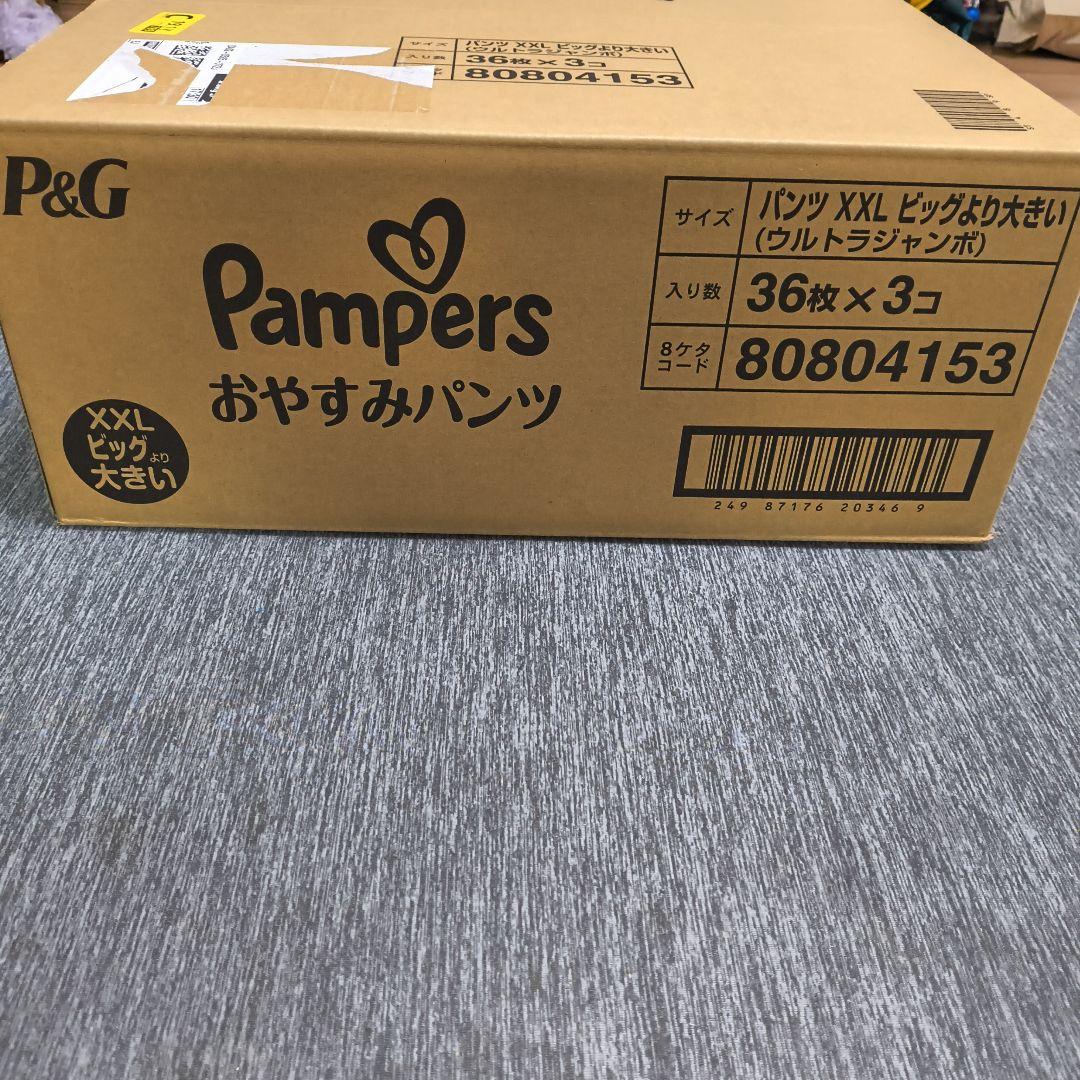 サイズ パンツ XXL ビッグより大きい
(ウルトラジャンボ)
入り数 36枚×3コ
80804153
P&G
Pampers
おやすみパンツ
XXL
ビッグより
大きい
サイズ パンツ XXL ビッグより大きい
(ウルトラジャンボ)
入り数 36枚×3コ
8ケタ
コード 80804153
249 87176 20346 9